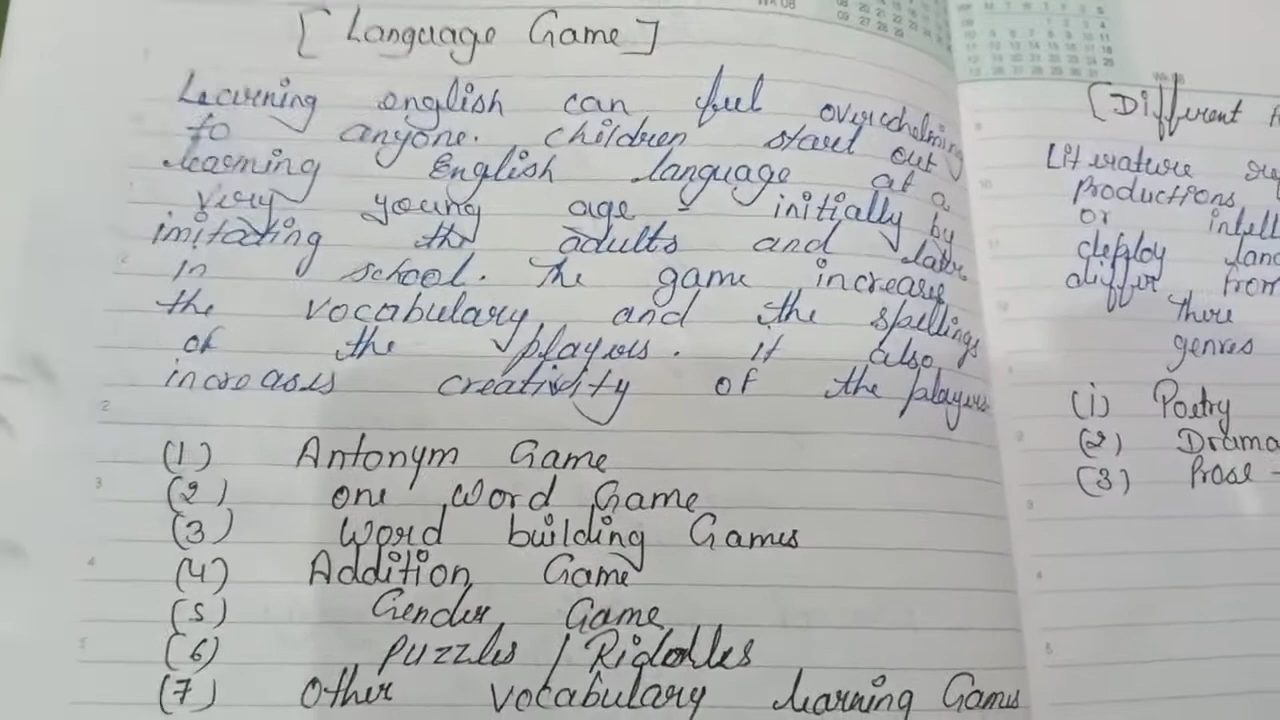 [Language Game]
Learning english can feel overwhelming
to anyone. children start out
learning English language at a
very young age - initially by
imitating the adults and later
in school. The game increases
the vocabulary and the spellings
of the players. it also
increases creativity of the players
(1) Antonym Game
(2) one word Game
(3) Word building Games
(4) Addition Game
(5) Gender Game
(6) Puzzles / Riddles
(7) Other vocabulary learning Games
[Different
Literature
Productions
or
deploy
differ from
There
genres
(i) Poetry
(2) Drama
(3) Prose -